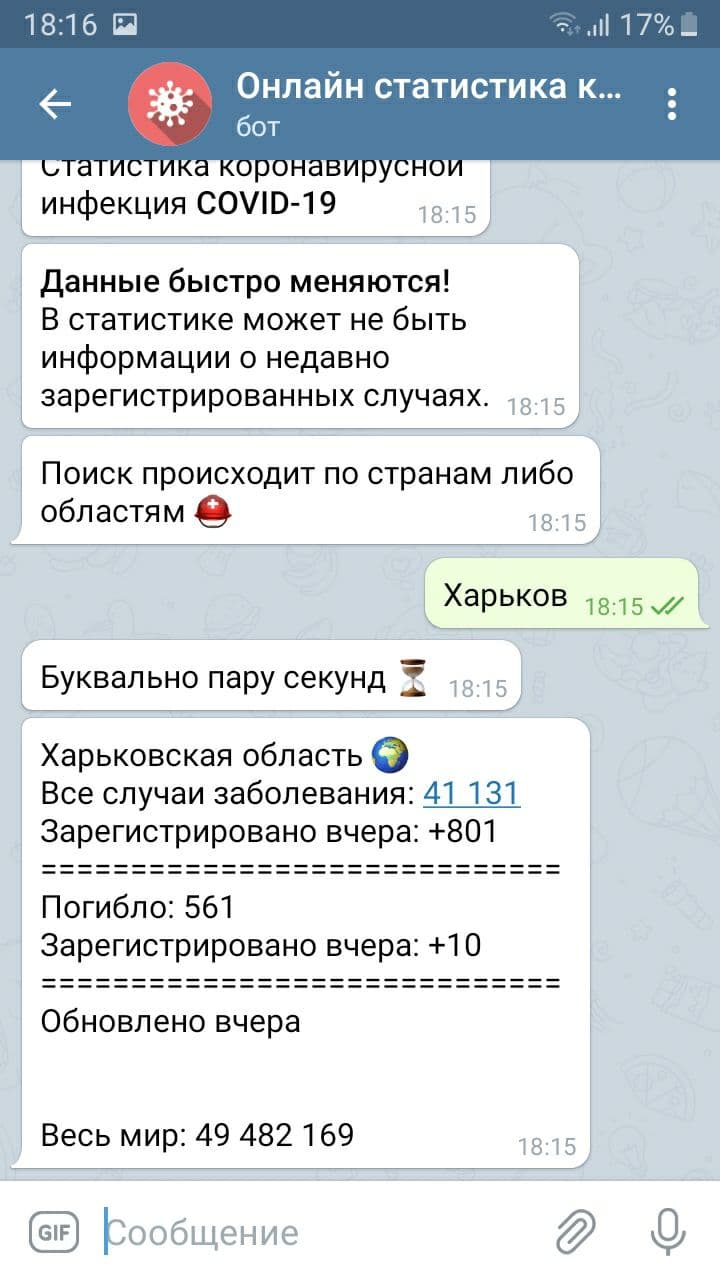 18:16
17%
Онлайн статистика к...
бот
Статистика коронавирусной
инфекция COVID-19
18:15
Данные быстро меняются!
В статистике может не быть
информации о недавно
зарегистрированных случаях.
18:15
Поиск происходит по странам либо
областям
18:15
Харьков
18:15
Буквально пару секунд
18:15
Харьковская область
Все случаи заболевания: 41 131
Зарегистрировано вчера: +801
=============================
Погибло: 561
Зарегистрировано вчера: +10
=============================
Обновлено вчера
Весь мир: 49 482 169
18:15
GIF
Сообщение